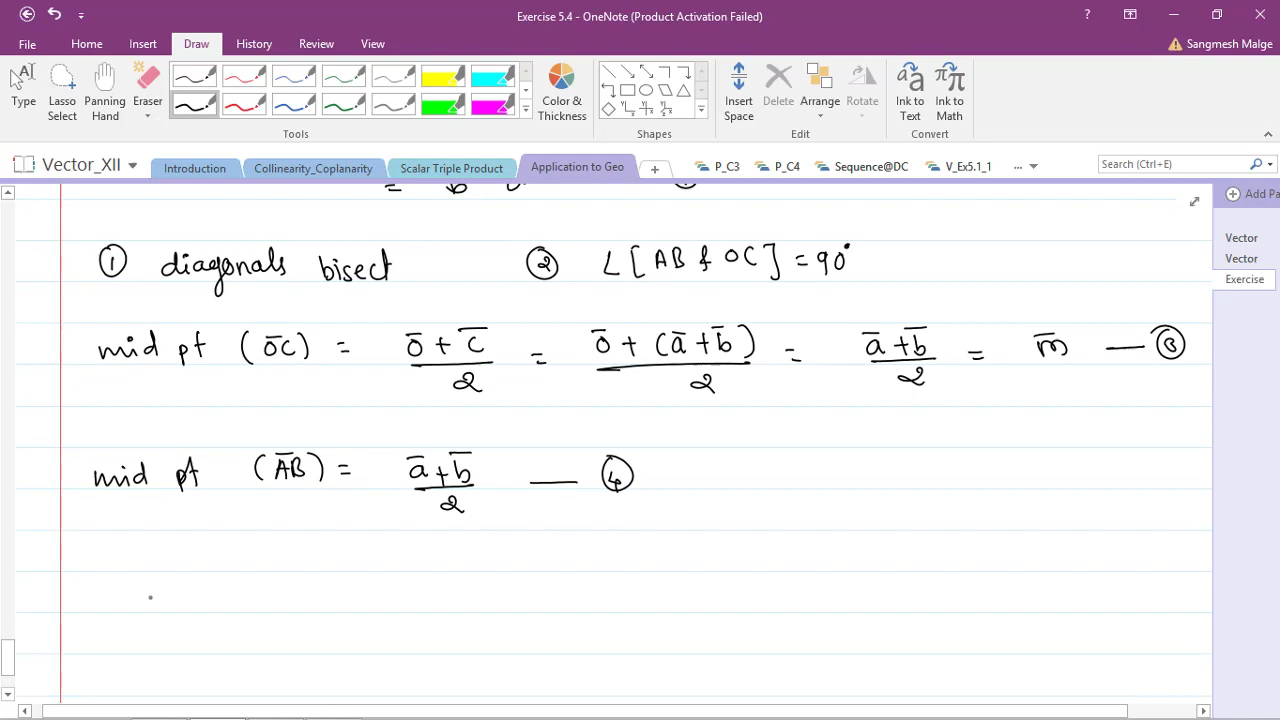 Exercise 5.4 - OneNote (Product Activation Failed)
?
File Home Insert Draw History Review View
Sangmesh Malge
Type
Lasso Select
Panning Hand
Eraser
Color & Thickness
Insert Space
Delete
Arrange
Rotate
Ink to Text
Ink to Math
Tools
Shapes
Edit
Convert
Vector_XII
Introduction Collinearity_Coplanarity Scalar Triple Product Application to Geo
P_C3 P_C4 Sequence@DC V_Ex5.1_1 ...
Search (Ctrl+E)
Add Pa
Vector
Vector
Exercise
① diagonals bisect ② ∠[AB & OC] = 90°
mid pt (O̅C) = (o̅ + c̅)/2 = (o̅ + (a̅ + b̅))/2 = (a̅ + b̅)/2 = m̅ — ③
mid pt (A̅B̅) = (a̅ + b̅)/2 — ④